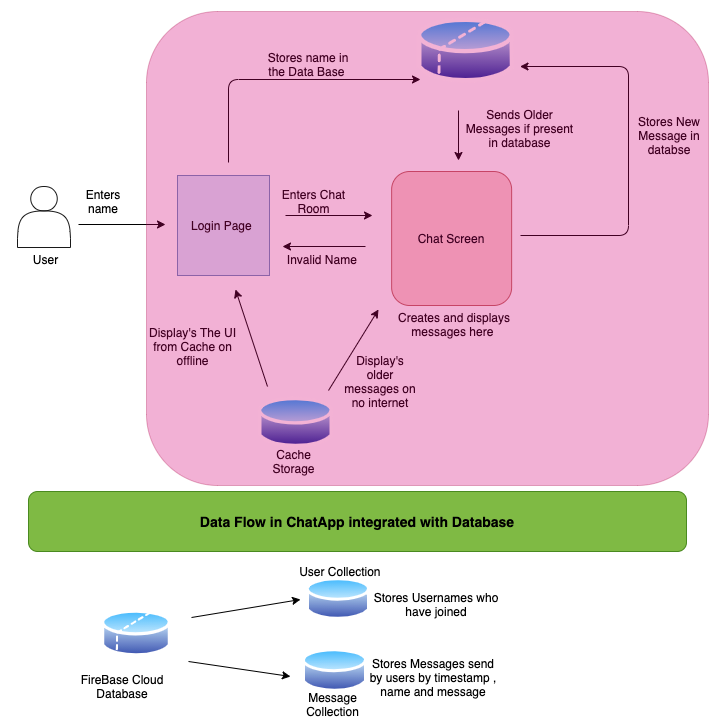 Stores name in
the Data Base
Sends Older
Messages if present
in database
Stores New
Message in
databse
Enters
name
User
Login Page
Enters Chat
Room
Invalid Name
Chat Screen
Creates and displays
messages here
Display's The UI
from Cache on
offline
Display's
older
messages on
no internet
Cache
Storage
Data Flow in ChatApp integrated with Database
User Collection
Stores Usernames who
have joined
FireBase Cloud
Database
Stores Messages send
by users by timestamp ,
name and message
Message
Collection